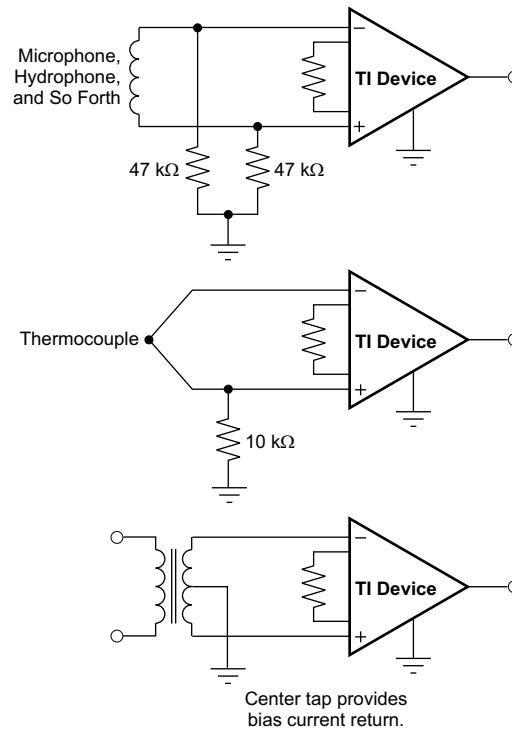 Microphone,
Hydrophone,
and So Forth
−
TI Device
+
47 kΩ
47 kΩ
Thermocouple
−
TI Device
+
10 kΩ
−
TI Device
+
Center tap provides
bias current return.